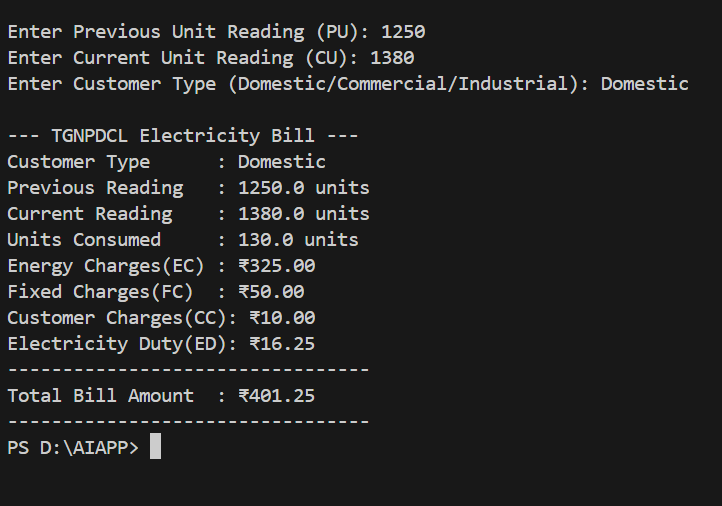 Enter Previous Unit Reading (PU): 1250
Enter Current Unit Reading (CU): 1380
Enter Customer Type (Domestic/Commercial/Industrial): Domestic
--- TGNPDCL Electricity Bill ---
Customer Type      : Domestic
Previous Reading   : 1250.0 units
Current Reading    : 1380.0 units
Units Consumed     : 130.0 units
Energy Charges(EC) : ₹325.00
Fixed Charges(FC)  : ₹50.00
Customer Charges(CC): ₹10.00
Electricity Duty(ED): ₹16.25
---------------------------------
Total Bill Amount  : ₹401.25
---------------------------------
PS D:\AIAPP>